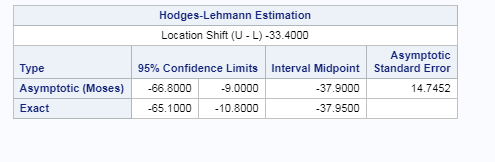 Hodges-Lehmann Estimation
Location Shift (U - L) -33.4000
Type 95% Confidence Limits Interval Midpoint Asymptotic Standard Error
Asymptotic (Moses) -66.8000 -9.0000 -37.9000 14.7452
Exact -65.1000 -10.8000 -37.9500